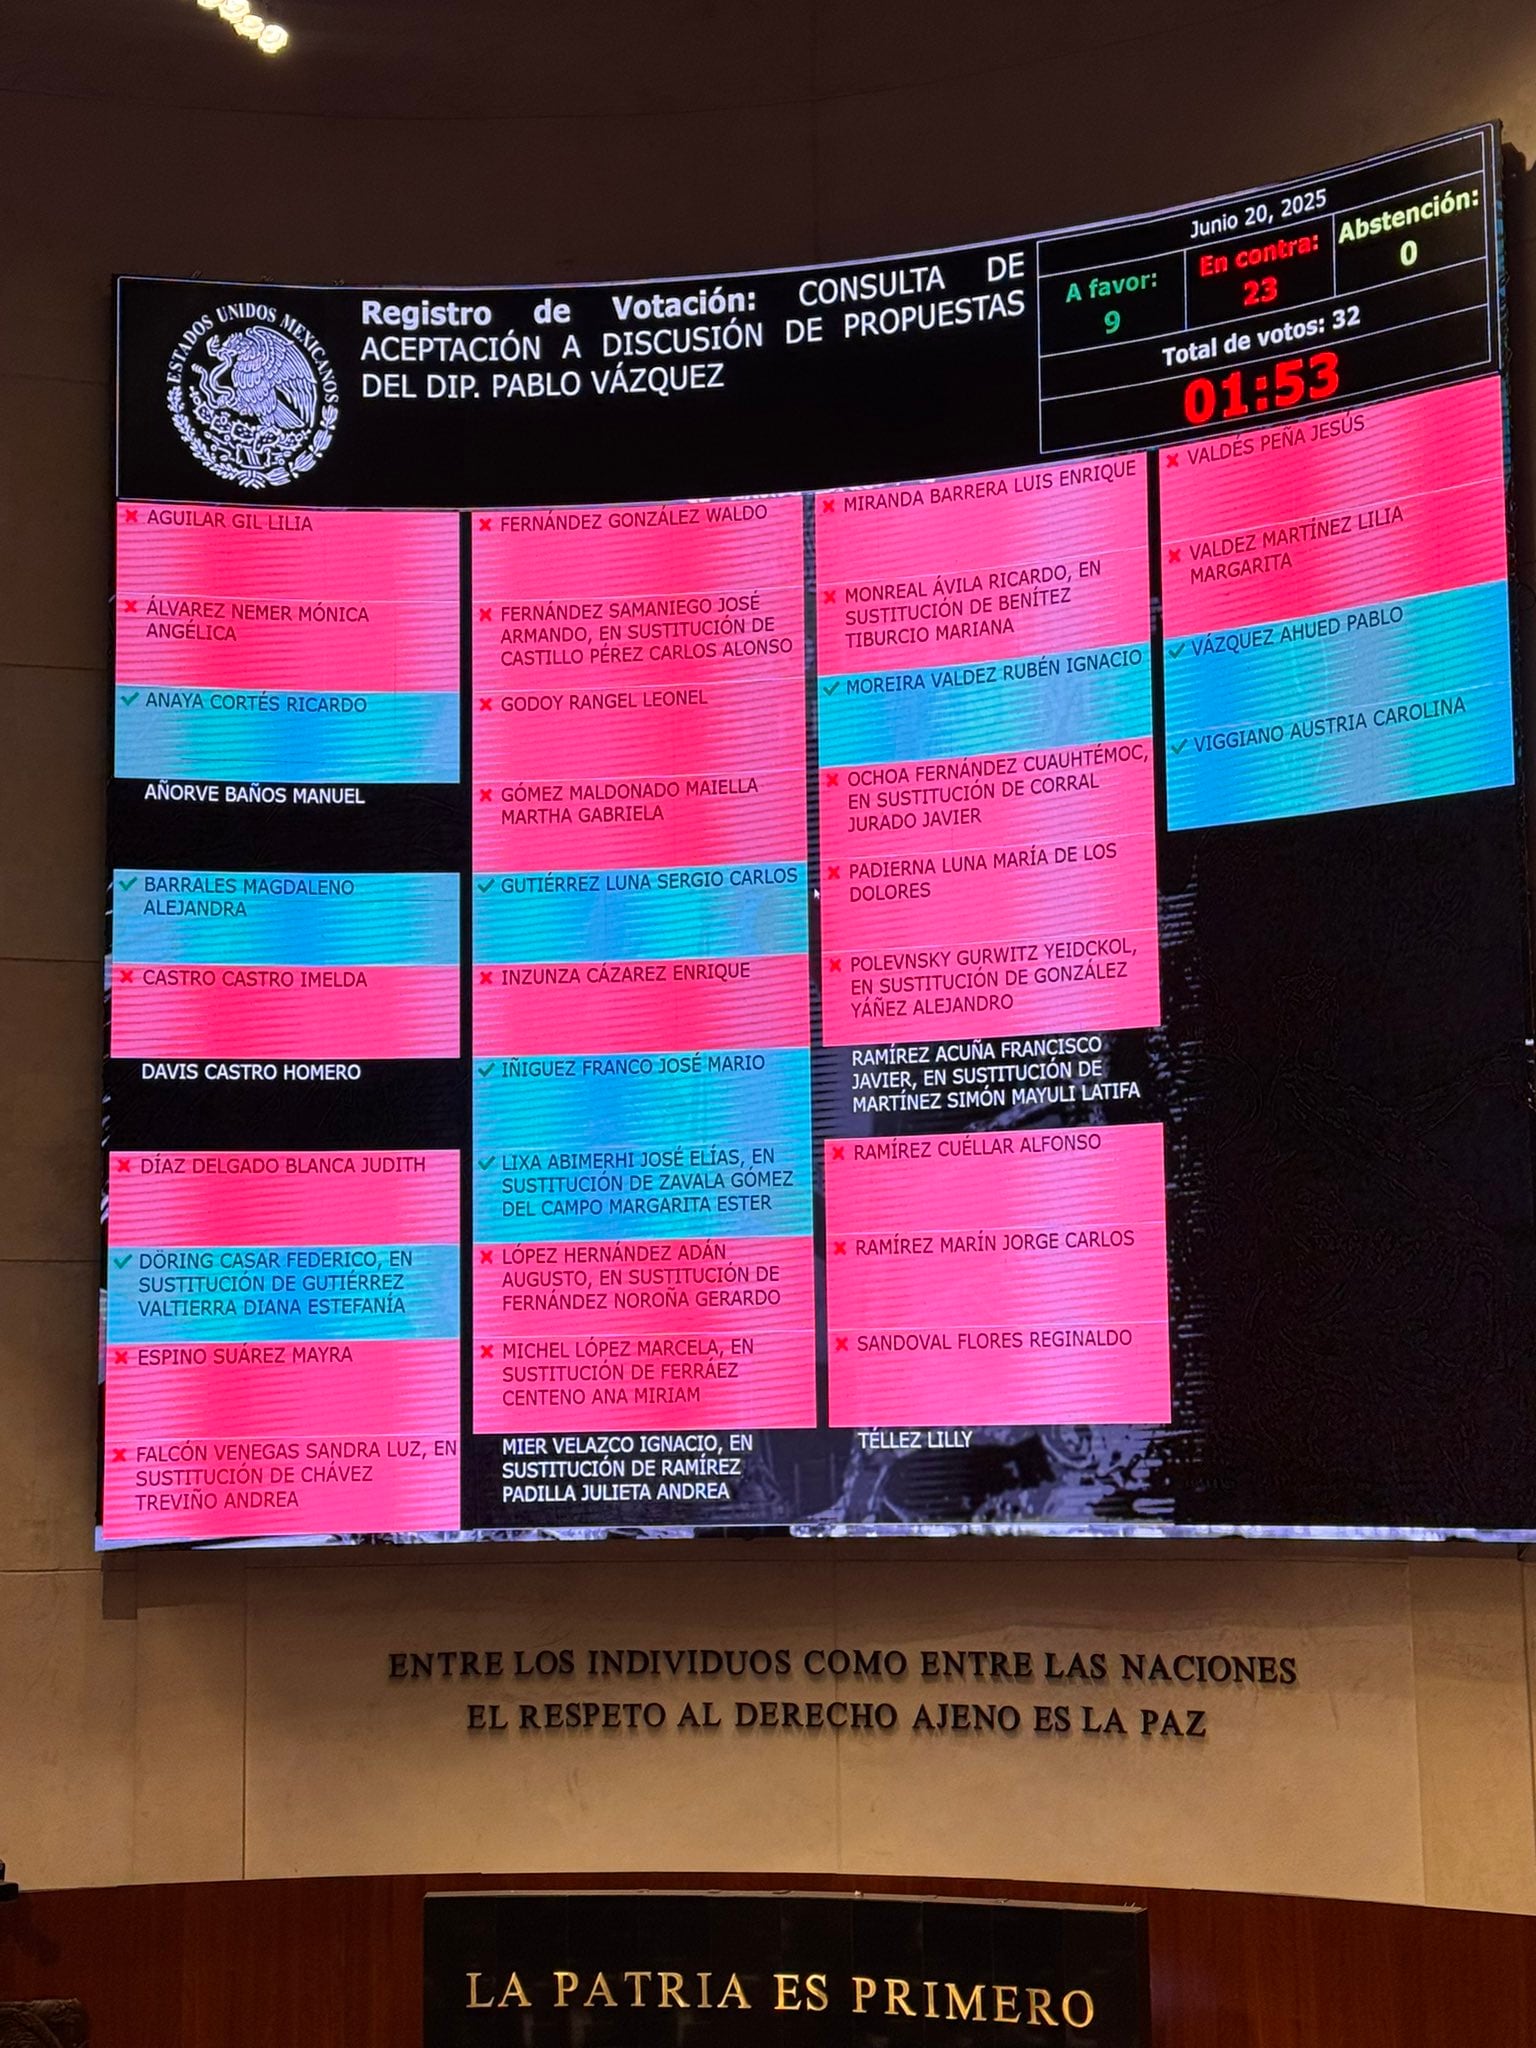 ESTADOS UNIDOS MEXICANOS
Registro de Votación: CONSULTA DE
ACEPTACIÓN A DISCUSIÓN DE PROPUESTAS
DEL DIP. PABLO VÁZQUEZ
Junio 20, 2025
A favor:
9
En contra:
23
Abstención:
0
Total de votos: 32
01:53
AGUILAR GIL LILIA
ÁLVAREZ NEMER MÓNICA
ANGÉLICA
ANAYA CORTÉS RICARDO
AÑORVE BAÑOS MANUEL
BARRALES MAGDALENO
ALEJANDRA
CASTRO CASTRO IMELDA
DAVIS CASTRO HOMERO
DÍAZ DELGADO BLANCA JUDITH
DÖRING CASAR FEDERICO, EN
SUSTITUCIÓN DE GUTIÉRREZ
VALTIERRA DIANA ESTEFANÍA
ESPINO SUÁREZ MAYRA
FALCÓN VENEGAS SANDRA LUZ, EN
SUSTITUCIÓN DE CHÁVEZ
TREVIÑO ANDREA
FERNÁNDEZ GONZÁLEZ WALDO
FERNÁNDEZ SAMANIEGO JOSÉ
ARMANDO, EN SUSTITUCIÓN DE
CASTILLO PÉREZ CARLOS ALONSO
GODOY RANGEL LEONEL
GÓMEZ MALDONADO MAIELLA
MARTHA GABRIELA
GUTIÉRREZ LUNA SERGIO CARLOS
INZUNZA CÁZAREZ ENRIQUE
IÑIGUEZ FRANCO JOSÉ MARIO
LIXA ABIMERHI JOSÉ ELÍAS, EN
SUSTITUCIÓN DE ZAVALA GÓMEZ
DEL CAMPO MARGARITA ESTER
LÓPEZ HERNÁNDEZ ADÁN
AUGUSTO, EN SUSTITUCIÓN DE
FERNÁNDEZ NOROÑA GERARDO
MICHEL LÓPEZ MARCELA, EN
SUSTITUCIÓN DE FERRÁEZ
CENTENO ANA MIRIAM
MIER VELAZCO IGNACIO, EN
SUSTITUCIÓN DE RAMÍREZ
PADILLA JULIETA ANDREA
MIRANDA BARRERA LUIS ENRIQUE
MONREAL ÁVILA RICARDO, EN
SUSTITUCIÓN DE BENÍTEZ
TIBURCIO MARIANA
MOREIRA VALDEZ RUBÉN IGNACIO
OCHOA FERNÁNDEZ CUAUHTÉMOC,
EN SUSTITUCIÓN DE CORRAL
JURADO JAVIER
PADIERNA LUNA MARÍA DE LOS
DOLORES
POLEVNSKY GURWITZ YEIDCKOL,
EN SUSTITUCIÓN DE GONZÁLEZ
YÁÑEZ ALEJANDRO
RAMÍREZ ACUÑA FRANCISCO
JAVIER, EN SUSTITUCIÓN DE
MARTÍNEZ SIMÓN MAYULI LATIFA
RAMÍREZ CUÉLLAR ALFONSO
RAMÍREZ MARÍN JORGE CARLOS
SANDOVAL FLORES REGINALDO
TÉLLEZ LILLY
VALDÉS PEÑA JESÚS
VALDEZ MARTÍNEZ LILIA
MARGARITA
VÁZQUEZ AHUED PABLO
VIGGIANO AUSTRIA CAROLINA
ENTRE LOS INDIVIDUOS COMO ENTRE LAS NACIONES
EL RESPETO AL DERECHO AJENO ES LA PAZ
LA PATRIA ES PRIMERO